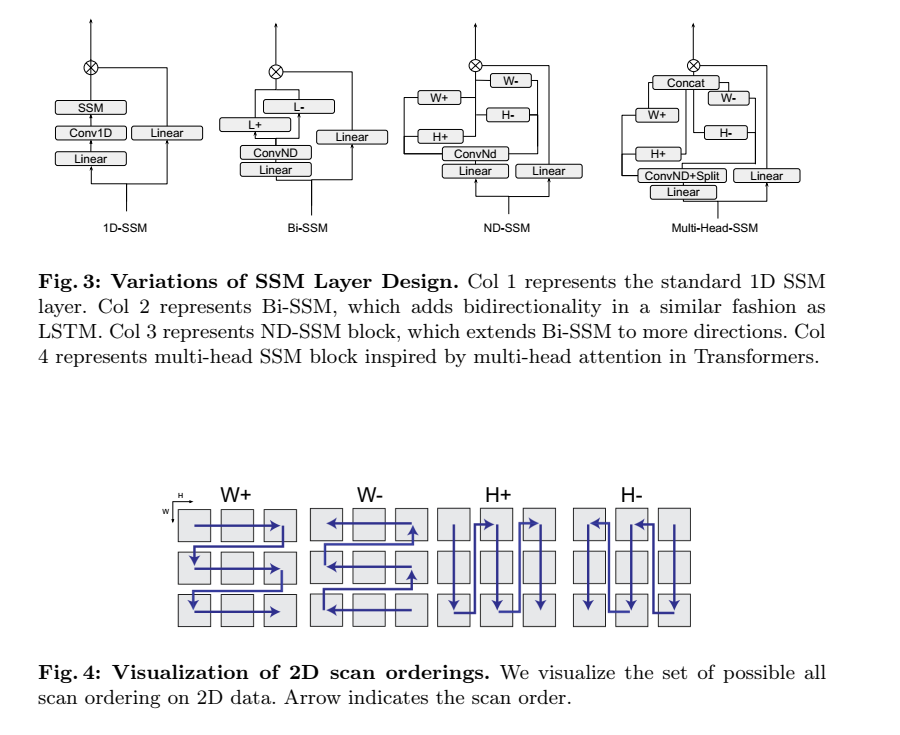 SSM
Conv1D
Linear
Linear
1D-SSM
L-
L+
Linear
ConvND
Linear
Bi-SSM
W-
W+
H-
H+
ConvNd
Linear
Linear
ND-SSM
Concat
W-
W+
H-
H+
ConvND+Split
Linear
Linear
Multi-Head-SSM
Fig. 3: Variations of SSM Layer Design. Col 1 represents the standard 1D SSM
layer. Col 2 represents Bi-SSM, which adds bidirectionality in a similar fashion as
LSTM. Col 3 represents ND-SSM block, which extends Bi-SSM to more directions. Col
4 represents multi-head SSM block inspired by multi-head attention in Transformers.
H
W
W+
W-
H+
H-
Fig. 4: Visualization of 2D scan orderings. We visualize the set of possible all
scan ordering on 2D data. Arrow indicates the scan order.